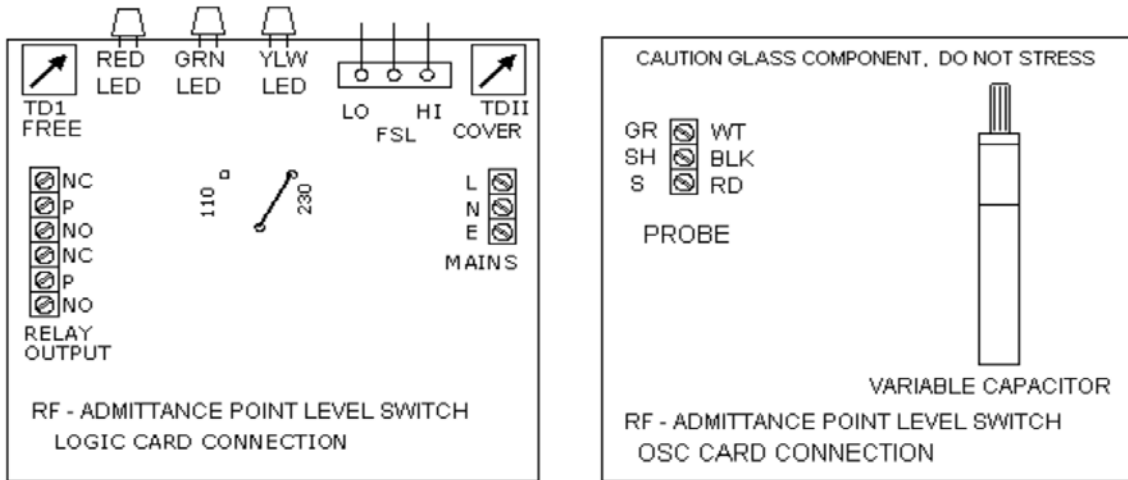 RED GRN YLW
LED LED LED
TD1
FREE
LO HI
FSL
TDII
COVER
NC
P
NO
NC
P
NO
RELAY
OUTPUT
110
230
L
N
E
MAINS
RF - ADMITTANCE POINT LEVEL SWITCH
LOGIC CARD CONNECTION
CAUTION GLASS COMPONENT, DO NOT STRESS
GR WT
SH BLK
S RD
PROBE
VARIABLE CAPACITOR
RF - ADMITTANCE POINT LEVEL SWITCH
OSC CARD CONNECTION